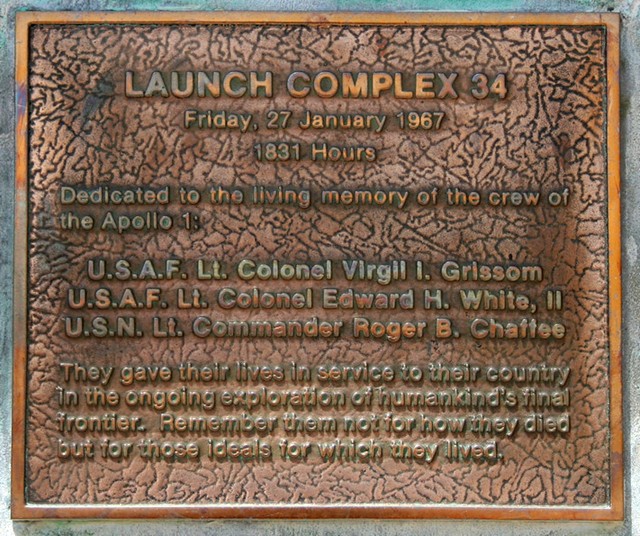 LAUNCH COMPLEX 34
Friday, 27 January 1967
1831 Hours
Dedicated to the living memory of the crew of
the Apollo 1:
U.S.A.F. Lt. Colonel Virgil I. Grissom
U.S.A.F. Lt. Colonel Edward H. White, II
U.S.N. Lt. Commander Roger B. Chaffee
They gave their lives in service to their country
in the ongoing exploration of humankind's final
frontier. Remember them not for how they died
but for those ideals for which they lived.